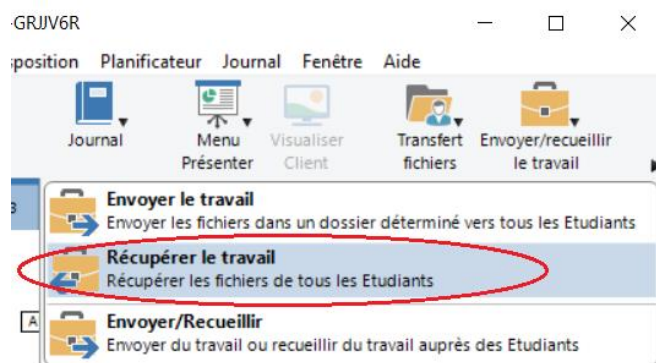 -GRJJV6R
position Planificateur Journal Fenêtre Aide
Journal Menu Visualiser Transfert Envoyer/recueillir
Présenter Client fichiers le travail
Envoyer le travail
Envoyer les fichiers dans un dossier déterminé vers tous les Etudiants
Récupérer le travail
Récupérer les fichiers de tous les Etudiants
A
Envoyer/Recueillir
Envoyer du travail ou recueillir du travail auprès des Etudiants